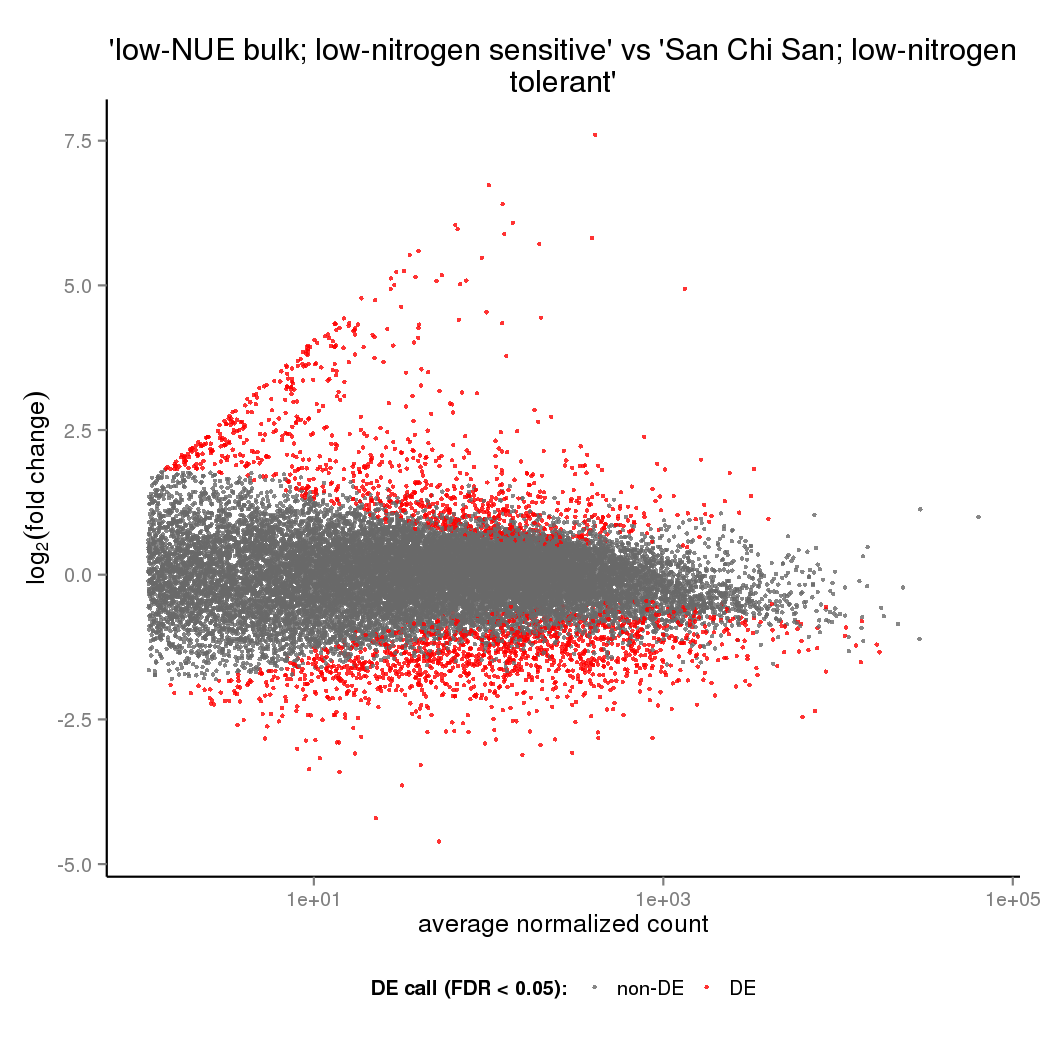 'low-NUE bulk; low-nitrogen sensitive' vs 'San Chi San; low-nitrogen
tolerant'
7.5
5.0
2.5
0.0
-2.5
-5.0
log2(fold change)
1e+01
1e+03
1e+05
average normalized count
DE call (FDR < 0.05): non-DE DE